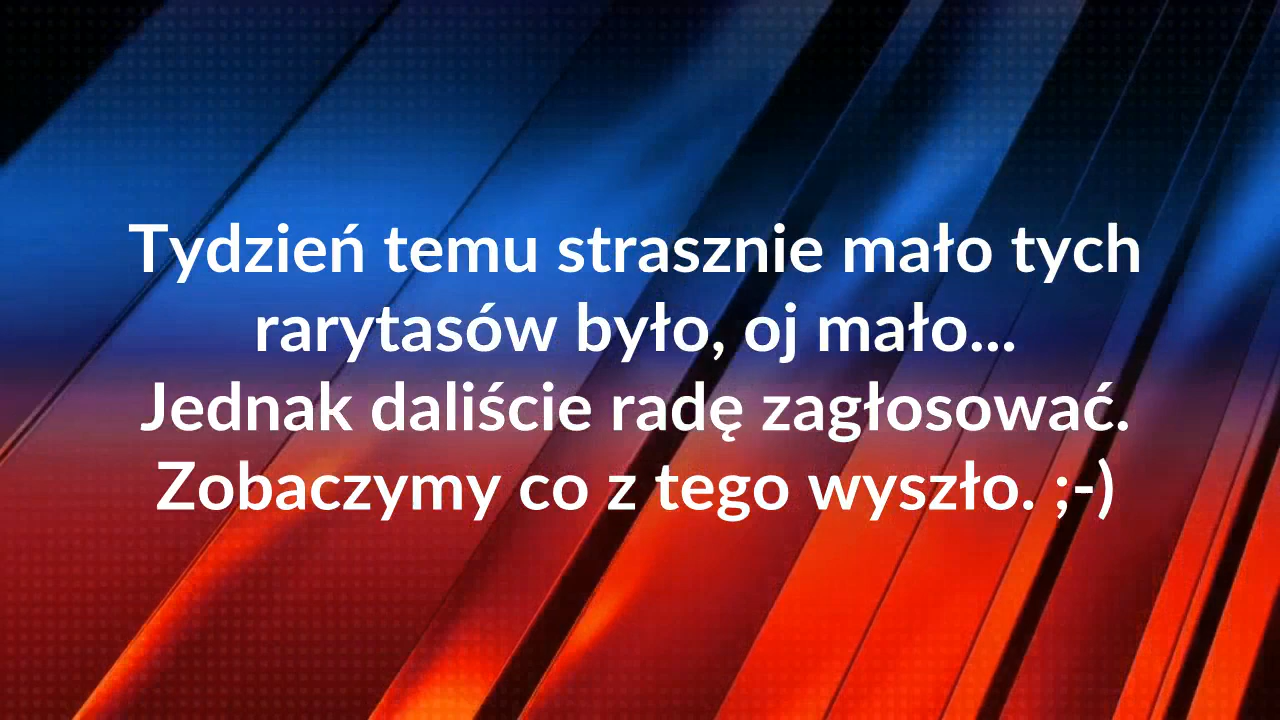 Tydzień temu strasznie mało tych
rarytasów było, oj mało...
Jednak daliście radę zagłosować.
Zobaczymy co z tego wyszło. ;-)